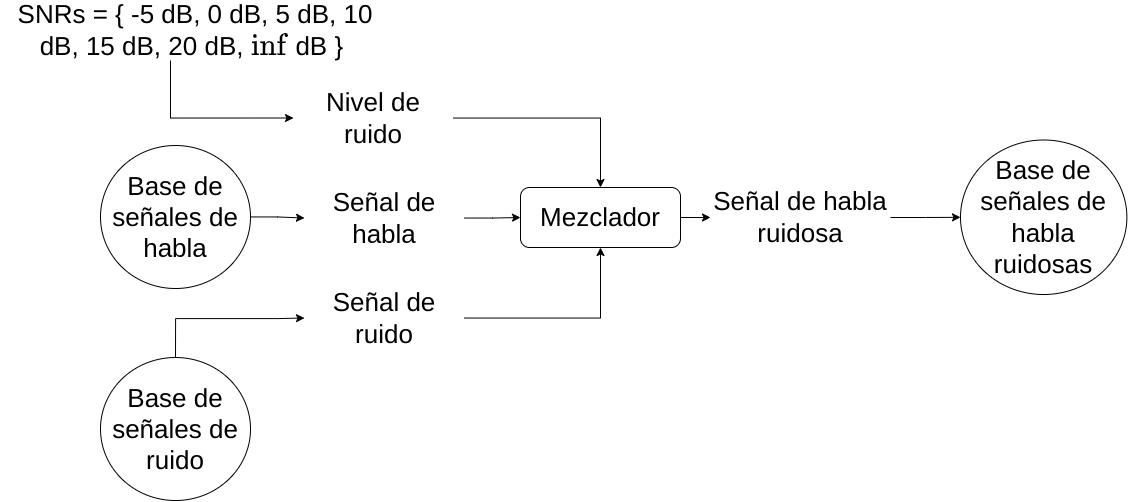 SNRs = { -5 dB, 0 dB, 5 dB, 10
dB, 15 dB, 20 dB, inf dB }
Nivel de
ruido
Base de
señales de
habla
Señal de
habla
Mezclador
Señal de habla
ruidosa
Base de
señales de
habla
ruidosas
Señal de
ruido
Base de
señales de
ruido